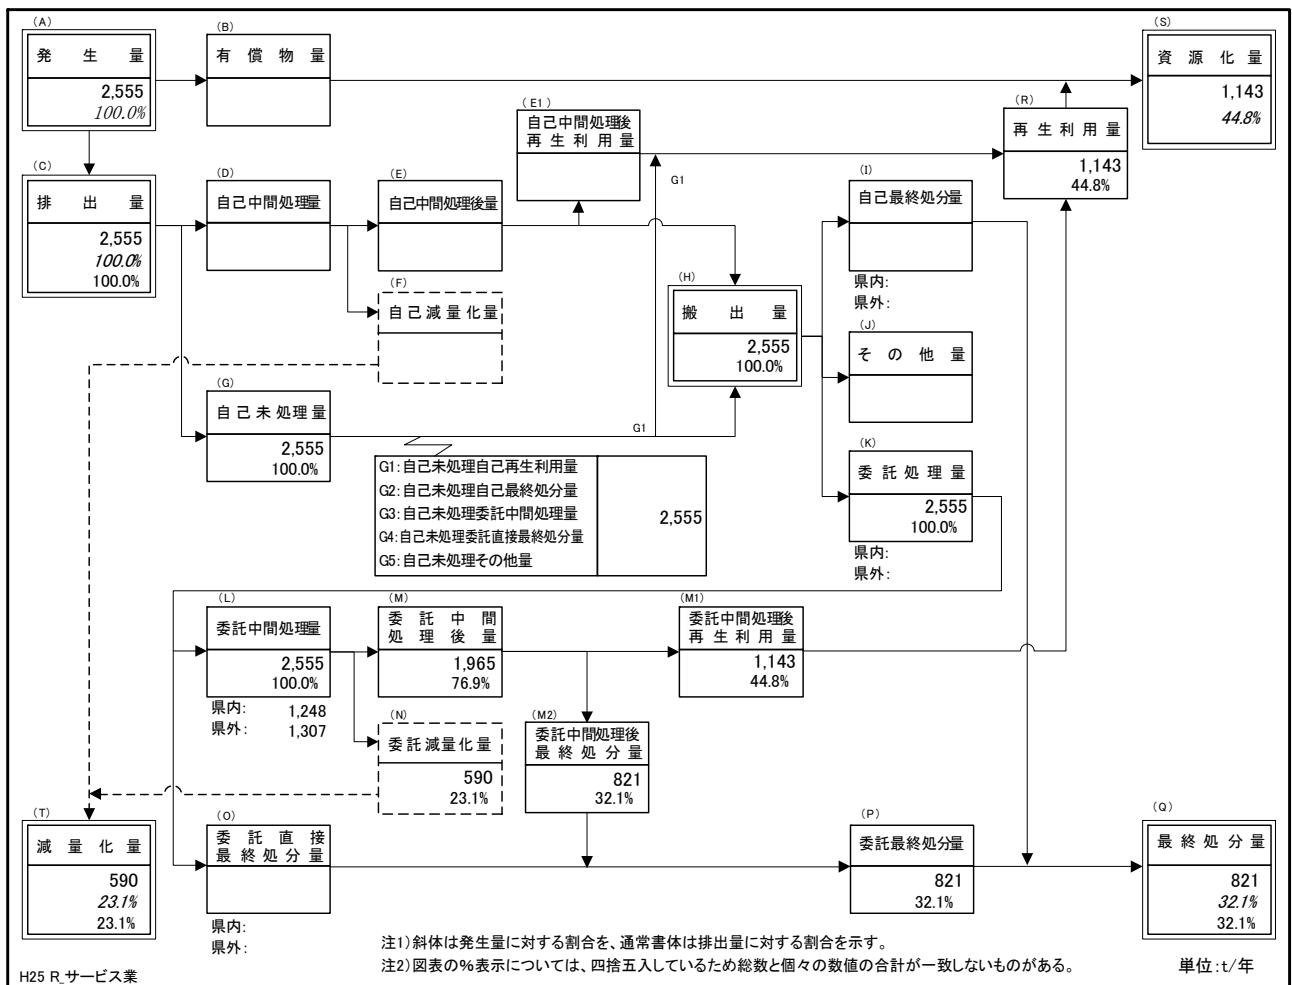 (A)
発生量
2,555
100.0%
(B)
有償物量
(S)
資源化量
1,143
44.8%
(E1)
自己中間処理後
再生利用量
(R)
再生利用量
1,143
44.8%
(C)
排出量
2,555
100.0%
100.0%
(D)
自己中間処理量
(E)
自己中間処理後量
G1
(I)
自己最終処分量
県内:
県外:
(F)
自己減量化量
(H)
搬出量
2,555
100.0%
(J)
その他量
(G)
自己未処理量
2,555
100.0%
G1
G1:自己未処理自己再生利用量
G2:自己未処理自己最終処分量
G3:自己未処理委託中間処理量
G4:自己未処理委託直接最終処分量
G5:自己未処理その他量
2,555
(K)
委託処理量
2,555
100.0%
県内:
県外:
(L)
委託中間処理量
2,555
100.0%
県内: 1,248
県外: 1,307
(M)
委託中間
処理後量
1,965
76.9%
(M1)
委託中間処理後
再生利用量
1,143
44.8%
(N)
委託減量化量
590
23.1%
(M2)
委託中間処理後
最終処分量
821
32.1%
(T)
減量化量
590
23.1%
23.1%
(O)
委託直接
最終処分量
県内:
県外:
(P)
委託最終処分量
821
32.1%
(Q)
最終処分量
821
32.1%
32.1%
注1)斜体は発生量に対する割合を、通常書体は排出量に対する割合を示す。
注2)図表の%表示については、四捨五入しているため総数と個々の数値の合計が一致しないものがある。
単位:t/年
H25 R_サービス業